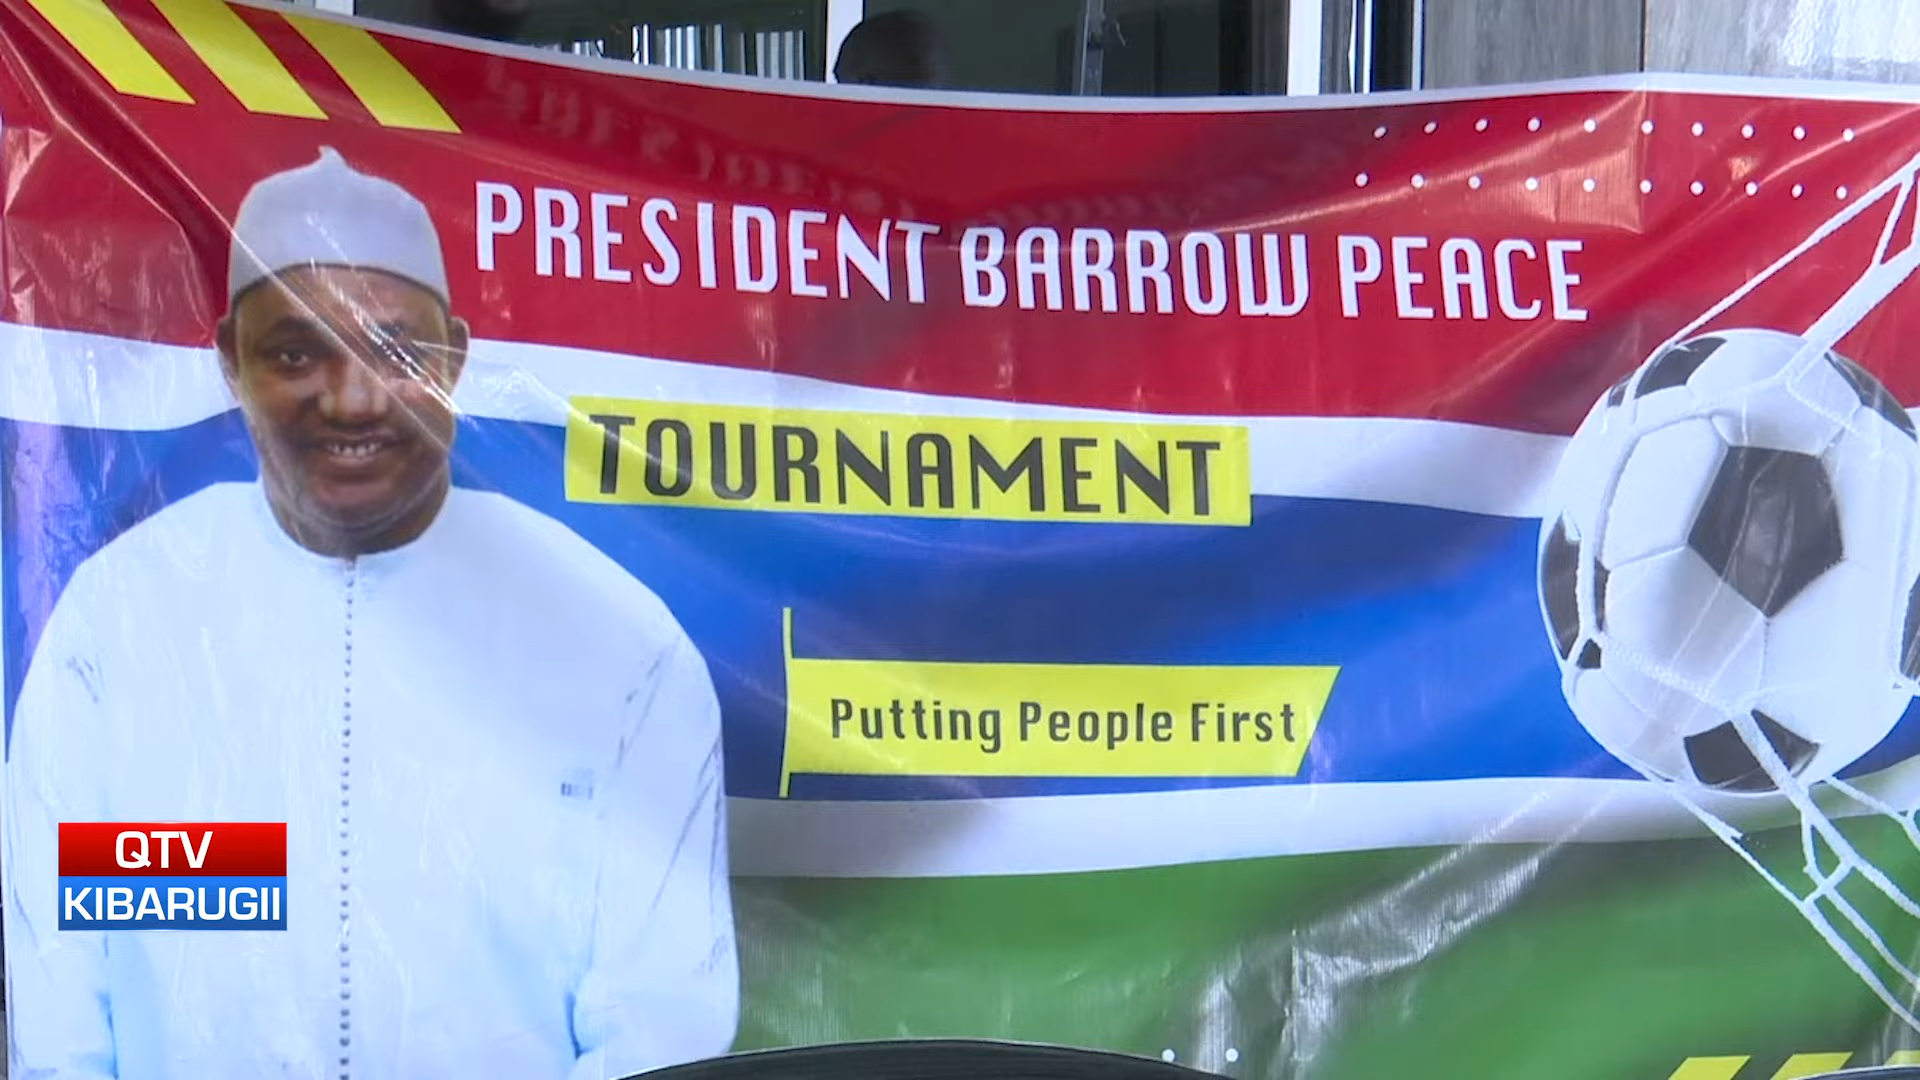 PRESIDENT BARROW PEACE
TOURNAMENT
Putting People First
QTV
KIBARUGII